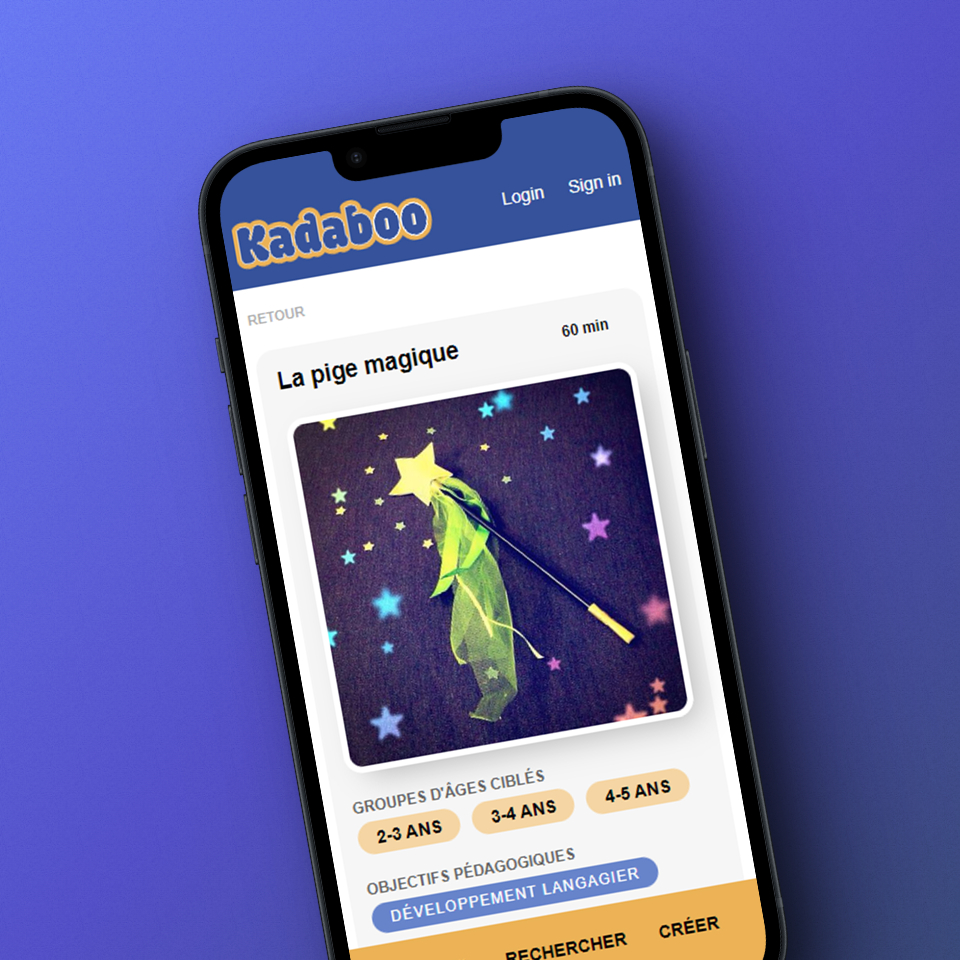 Kadaboo Login Sign in
RETOUR
La pige magique 60 min
GROUPES D'ÂGES CIBLÉS
2-3 ANS 3-4 ANS 4-5 ANS
OBJECTIFS PÉDAGOGIQUES
DÉVELOPPEMENT LANGAGIER
RECHERCHER CRÉER